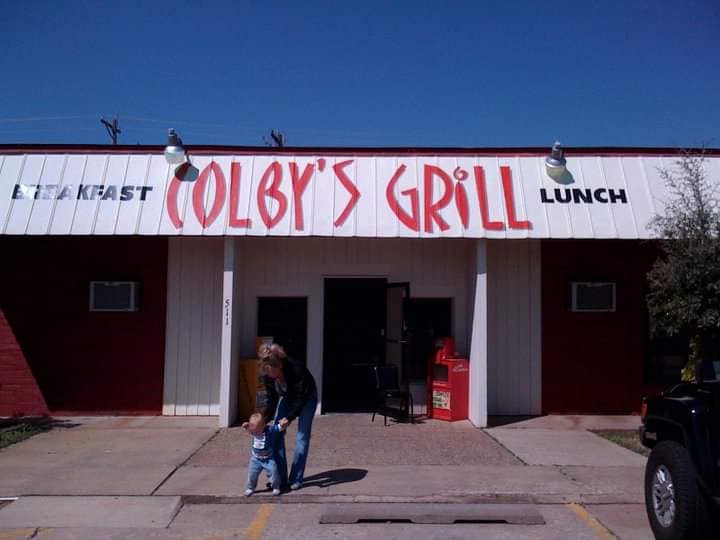 BREAKFAST COLBY'S GRiLL LUNCH
511